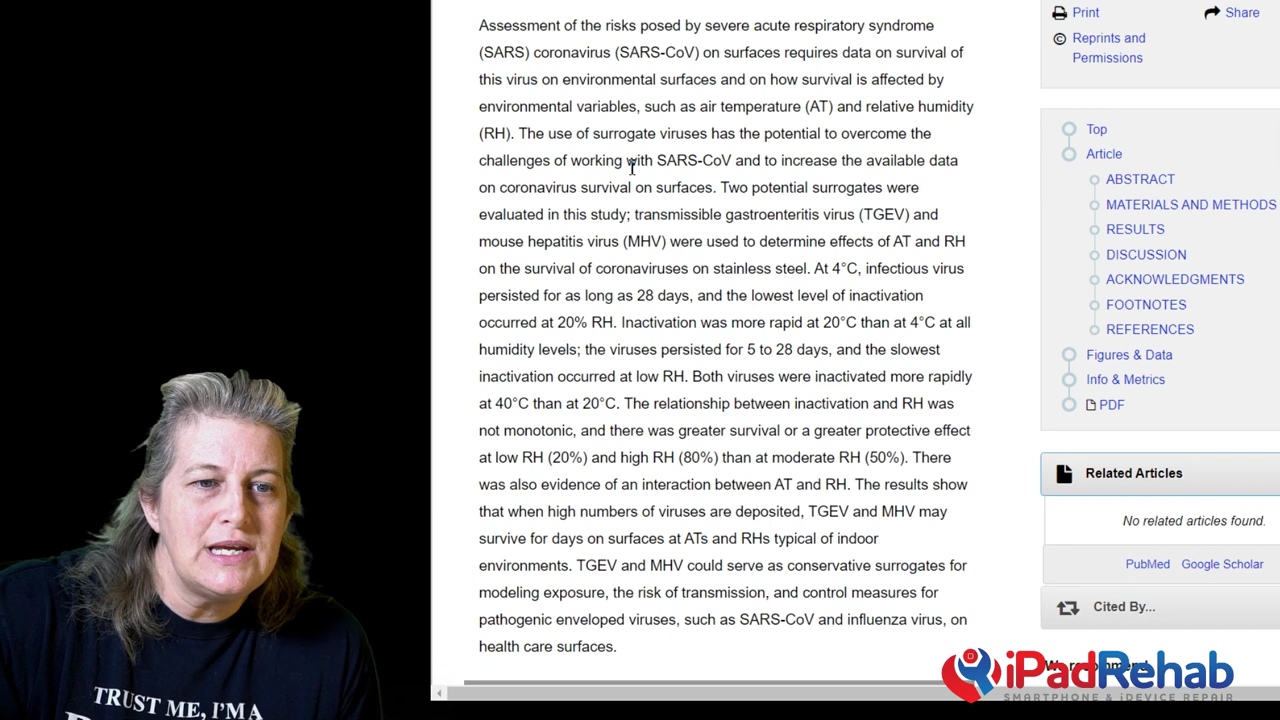 Assessment of the risks posed by severe acute respiratory syndrome
(SARS) coronavirus (SARS-CoV) on surfaces requires data on survival of
this virus on environmental surfaces and on how survival is affected by
environmental variables, such as air temperature (AT) and relative humidity
(RH). The use of surrogate viruses has the potential to overcome the
challenges of working with SARS-CoV and to increase the available data
on coronavirus survival on surfaces. Two potential surrogates were
evaluated in this study; transmissible gastroenteritis virus (TGEV) and
mouse hepatitis virus (MHV) were used to determine effects of AT and RH
on the survival of coronaviruses on stainless steel. At 4°C, infectious virus
persisted for as long as 28 days, and the lowest level of inactivation
occurred at 20% RH. Inactivation was more rapid at 20°C than at 4°C at all
humidity levels; the viruses persisted for 5 to 28 days, and the slowest
inactivation occurred at low RH. Both viruses were inactivated more rapidly
at 40°C than at 20°C. The relationship between inactivation and RH was
not monotonic, and there was greater survival or a greater protective effect
at low RH (20%) and high RH (80%) than at moderate RH (50%). There
was also evidence of an interaction between AT and RH. The results show
that when high numbers of viruses are deposited, TGEV and MHV may
survive for days on surfaces at ATs and RHs typical of indoor
environments. TGEV and MHV could serve as conservative surrogates for
modeling exposure, the risk of transmission, and control measures for
pathogenic enveloped viruses, such as SARS-CoV and influenza virus, on
health care surfaces.
Print
Share
© Reprints and
Permissions
Top
Article
ABSTRACT
MATERIALS AND METHODS
RESULTS
DISCUSSION
ACKNOWLEDGMENTS
FOOTNOTES
REFERENCES
Figures & Data
Info & Metrics
PDF
Related Articles
No related articles found.
PubMed
Google Scholar
Cited By...
iPadRehab
SMARTPHONE & iDEVICE REPAIR
TRUST ME, I'M A